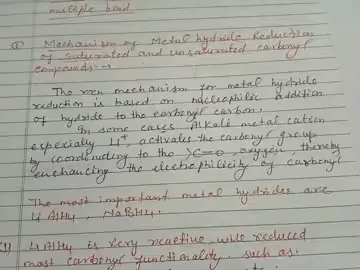 multiple bond
① Mechanism of Metal hydride Reduction
of saturated and unsaturated carbonyl
compounds:→
The rxn mechanism for metal hydride
reduction is based on nucleophilic addition
of hydride to the carbonyl carbon.
In some cases Alkali metal cation
especially Li⁺, activates the carbonyl group
by coordinating to the >C=O oxygen thereby
enhancing the electrophilicity of carbonyl
The most important metal hydrides are
LiAlH4, NaBH4.
LiAlH4 is very reactive, will reduced
most carbonyl functionality, such as: